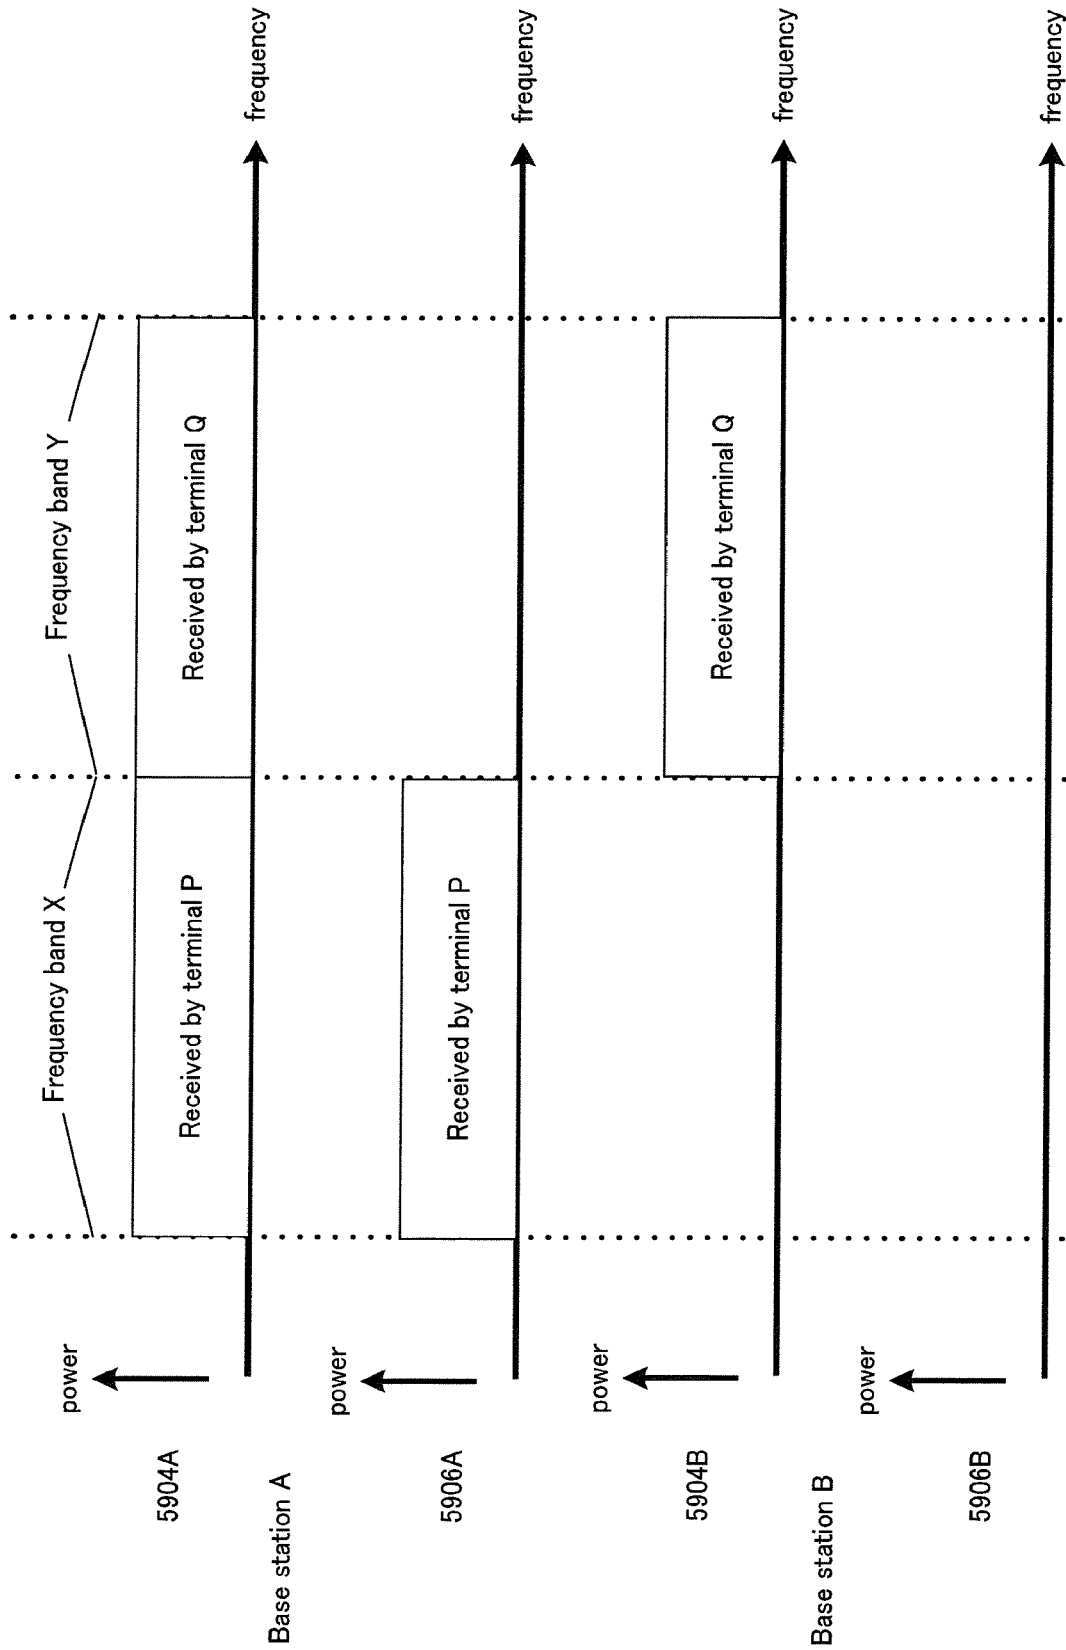 Frequency band X
Frequency band Y
power
5904A
Received by terminal P
Received by terminal Q
frequency
Base station A
power
5906A
Received by terminal P
frequency
power
5904B
Received by terminal Q
frequency
Base station B
power
5906B
frequency